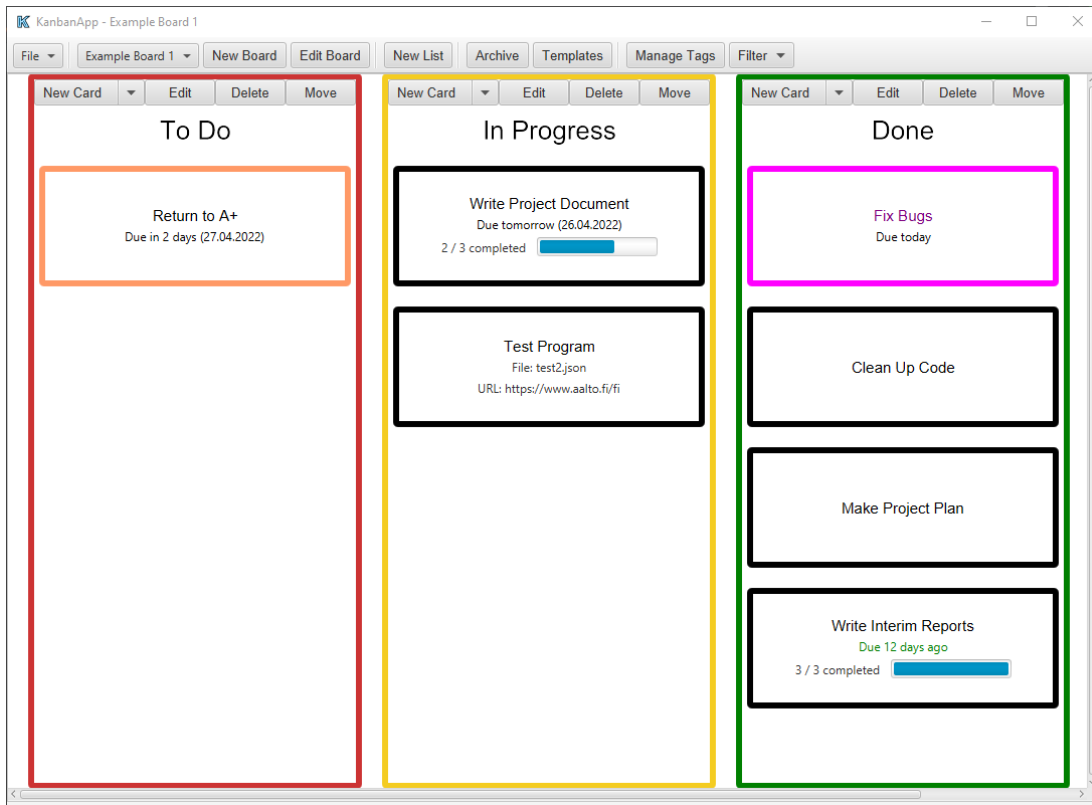 KanbanApp - Example Board 1
File Example Board 1 New Board Edit Board New List Archive Templates Manage Tags Filter
New Card Edit Delete Move
To Do
Return to A+
Due in 2 days (27.04.2022)
New Card Edit Delete Move
In Progress
Write Project Document
Due tomorrow (26.04.2022)
2 / 3 completed
Test Program
File: test2.json
URL: https://www.aalto.fi/fi
New Card Edit Delete Move
Done
Fix Bugs
Due today
Clean Up Code
Make Project Plan
Write Interim Reports
Due 12 days ago
3 / 3 completed